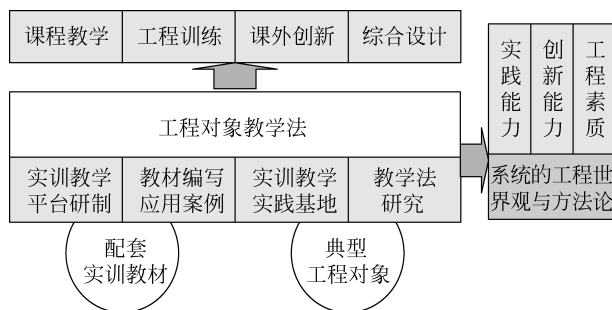 课程教学
工程训练
课外创新
综合设计
工程对象教学法
实训教学
平台研制
教材编写
应用案例
实训教学
实践基地
教学法
研究
配套
实训教材
典型
工程对象
实践能力
创新能力
工程素质
系统的工程世
界观与方法论